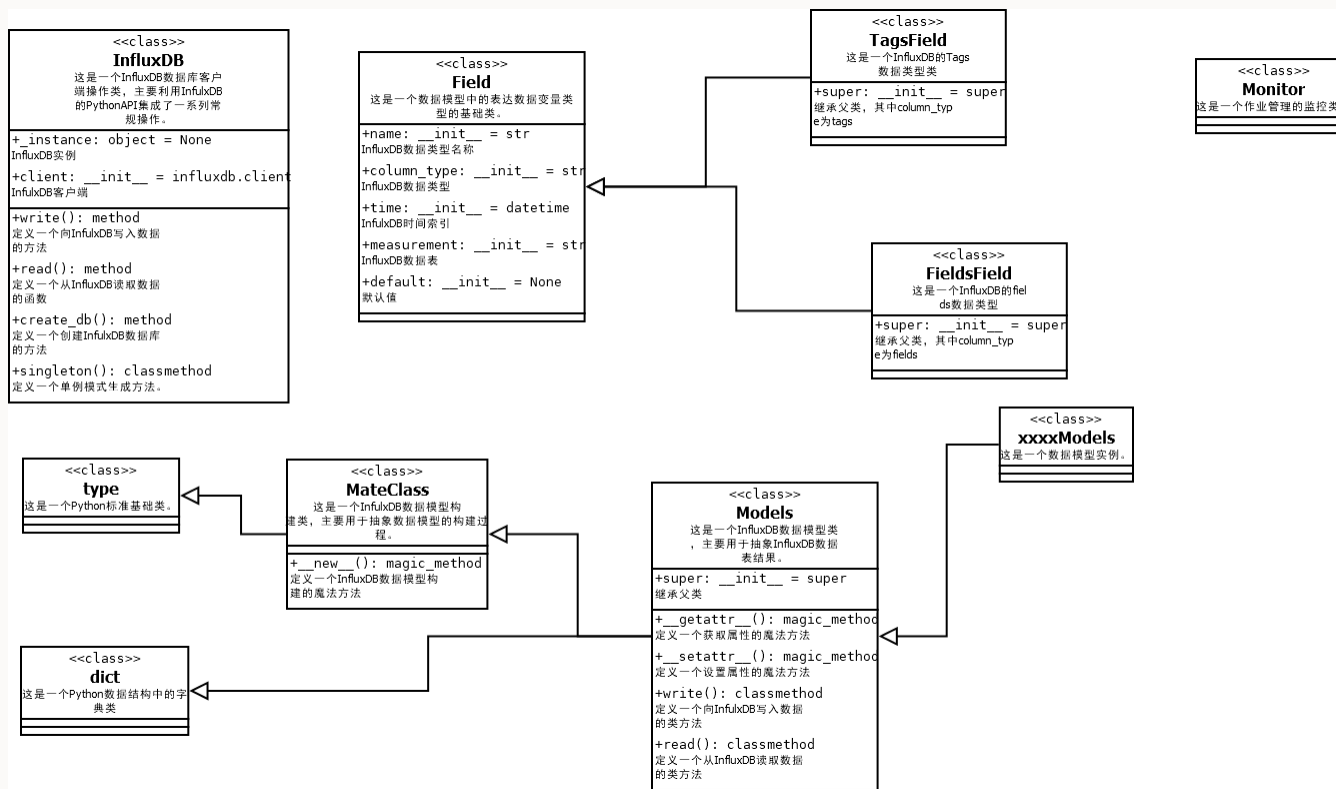 <<class>>
InfluxDB
这是一个InfluxDB数据库客户
端操作类，主要利用InfulxDB
的PythonAPI集成了一系列常
规操作。
+_instance: object = None
InfluxDB实例
+client: __init__ = influxdb.client
InfulxDB客户端
+write(): method
定义一个向InfulxDB写入数据
的方法
+read(): method
定义一个从InfluxDB读取数据
的函数
+create_db(): method
定义一个创建InfulxDB数据库
的方法
+singleton(): classmethod
定义一个单例模式生成方法。
<<class>>
Field
这是一个数据模型中的表达数据变量类
型的基础类。
+name: __init__ = str
InfluxDB数据类型名称
+column_type: __init__ = str
InfluxDB数据类型
+time: __init__ = datetime
InfulxDB时间索引
+measurement: __init__ = str
InfluxDB数据表
+default: __init__ = None
默认值
<<class>>
TagsField
这是一个InfluxDB的Tags
数据类型类
+super: __init__ = super
继承父类，其中column_typ
e为tags
<<class>>
Monitor
这是一个作业管理的监控类
<<class>>
FieldsField
这是一个InfluxDB的fiel
ds数据类型
+super: __init__ = super
继承父类，其中column_typ
e为fields
<<class>>
xxxxModels
这是一个数据模型实例。
<<class>>
type
这是一个Python标准基础类。
<<class>>
MateClass
这是一个InfulxDB数据模型构
建类，主要用于抽象数据模型的构建过
程。
+__new__(): magic_method
定义一个InfluxDB数据模型构
建的魔法方法
<<class>>
Models
这是一个InfluxDB数据模型类
，主要用于抽象InfluxDB数据
表结果。
+super: __init__ = super
继承父类
+__getattr__(): magic_method
定义一个获取属性的魔法方法
+__setattr__(): magic_method
定义一个设置属性的魔法方法
+write(): classmethod
定义一个向InfulxDB写入数据
的类方法
+read(): classmethod
定义一个从InfluxDB读取数据
的类方法
<<class>>
dict
这是一个Python数据结构中的字
典类